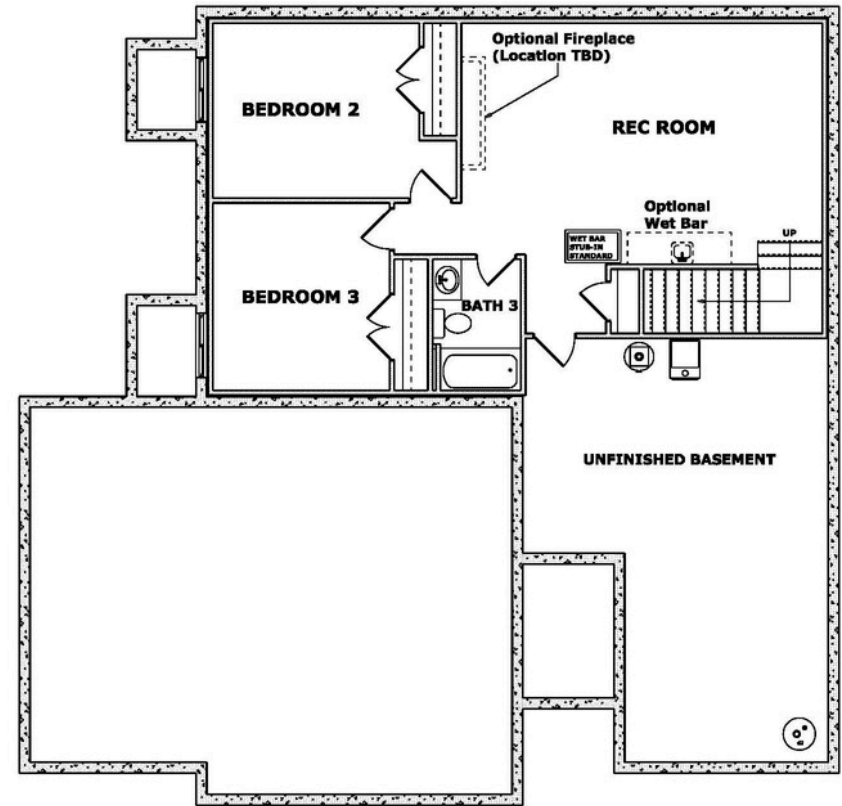 Optional Fireplace
(Location TBD)
BEDROOM 2
REC ROOM
Optional
Wet Bar
UP
WET BAR
STUB-IN
STANDARD
BEDROOM 3
BATH 3
UNFINISHED BASEMENT